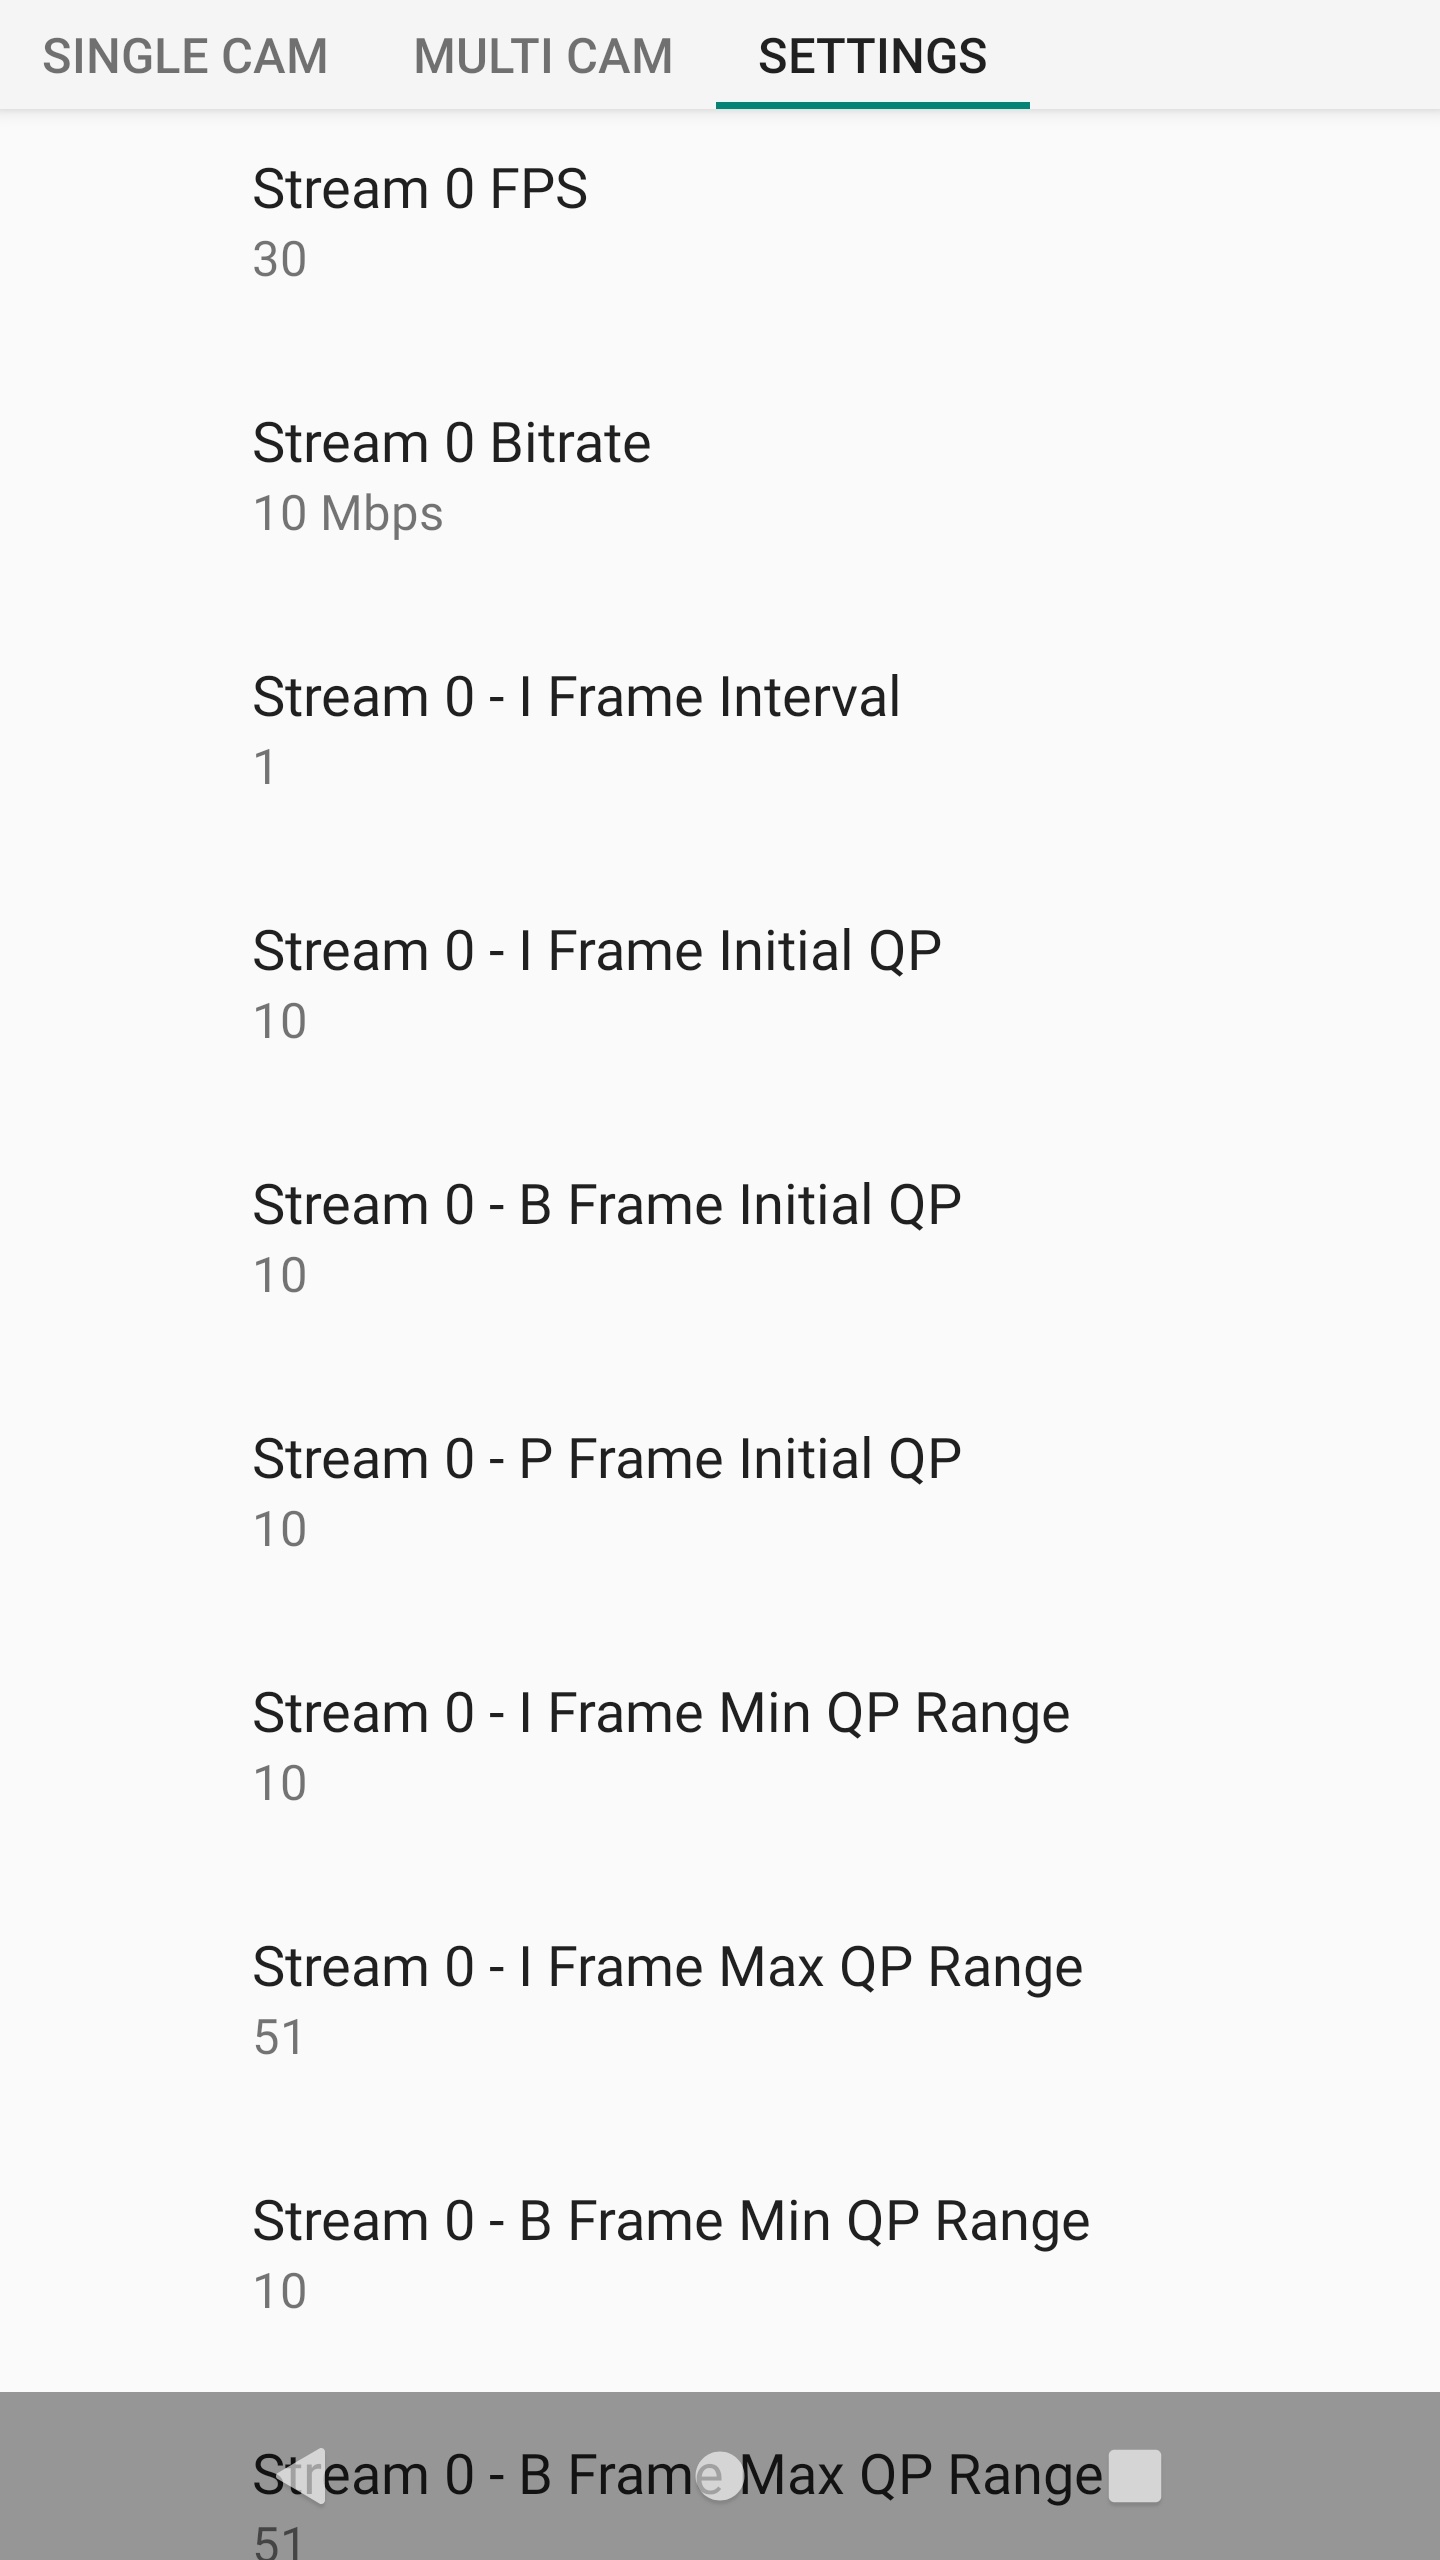 SINGLE CAM MULTI CAM SETTINGS
Stream 0 FPS
30
Stream 0 Bitrate
10 Mbps
Stream 0 - I Frame Interval
1
Stream 0 - I Frame Initial QP
10
Stream 0 - B Frame Initial QP
10
Stream 0 - P Frame Initial QP
10
Stream 0 - I Frame Min QP Range
10
Stream 0 - I Frame Max QP Range
51
Stream 0 - B Frame Min QP Range
10
Stream 0 - B Frame Max QP Range
51